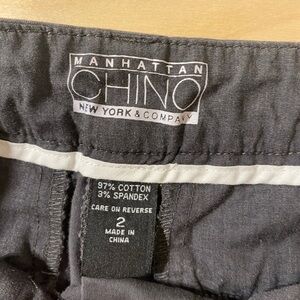 MANHATTAN
CHINO
NEW YORK & COMPANY
97% COTTON
3% SPANDEX
CARE ON REVERSE
2
MADE IN
CHINA